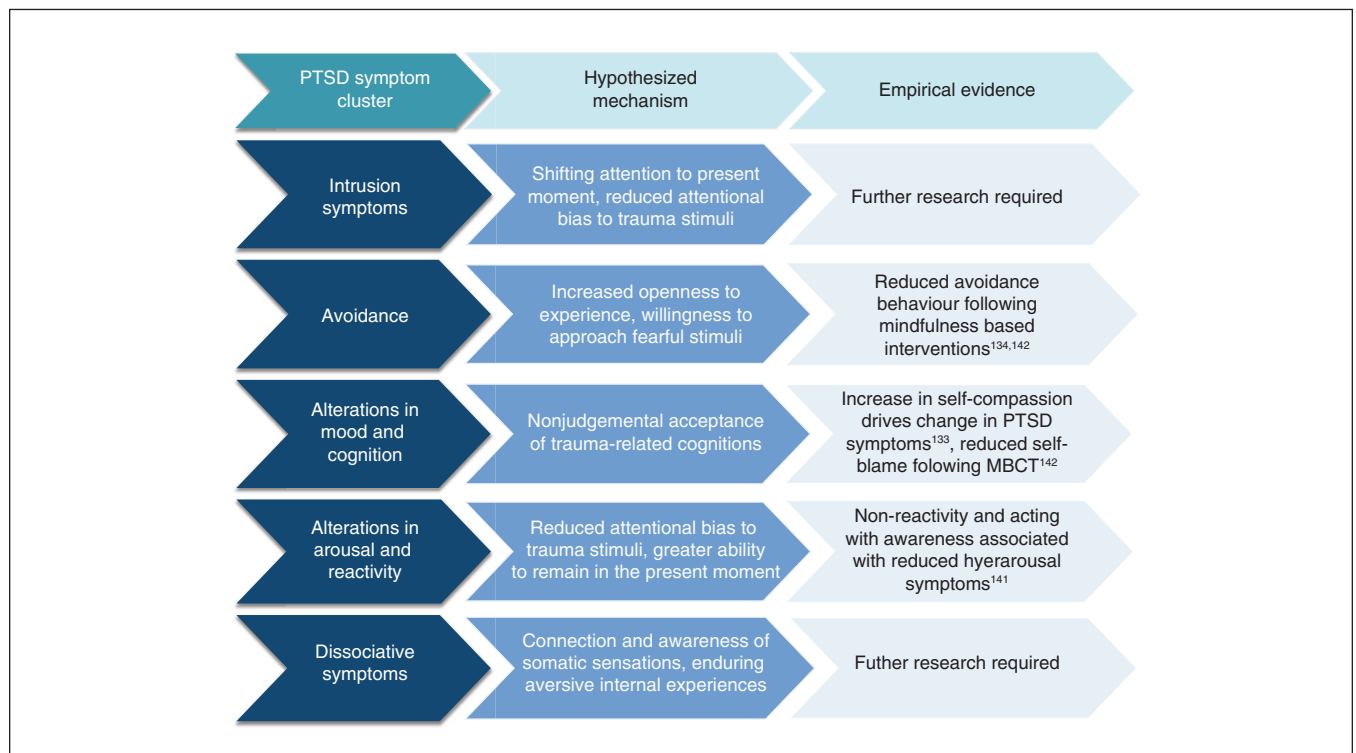 PTSD symptom
cluster
Hypothesized
mechanism
Empirical evidence
Intrusion
symptoms
Shifting attention to present
moment, reduced attentional
bias to trauma stimuli
Further research required
Avoidance
Increased openness to
experience, willingness to
approach fearful stimuli
Reduced avoidance
behaviour following
mindfulness based
interventions134,142
Alterations in
mood and
cognition
Nonjudgemental acceptance
of trauma-related cognitions
Increase in self-compassion
drives change in PTSD
symptoms133, reduced self-
blame folowing MBCT142
Alterations in
arousal and
reactivity
Reduced attentional bias to
trauma stimuli, greater ability
to remain in the present moment
Non-reactivity and acting
with awareness associated
with reduced hyerarousal
symptoms141
Dissociative
symptoms
Connection and awareness of
somatic sensations, enduring
aversive internal experiences
Futher research required